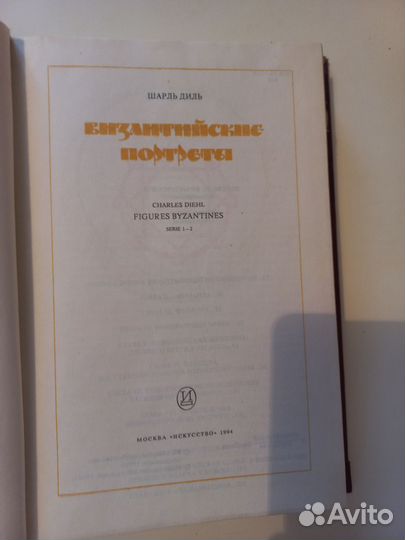 ШАРЛЬ ДИЛЬ
ВИЗАНТИЙСКИЕ
ПОРТРЕТЫ
CHARLES DIEHL
FIGURES BYZANTINES
SERIE 1–2
И
МОСКВА «ИСКУССТВО» 1994
Avito